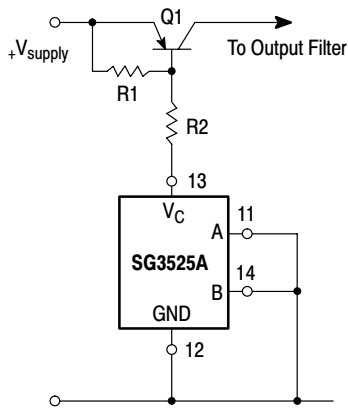 Q1
+Vsupply
To Output Filter
R1
R2
13
VC
11
A
SG3525A
14
B
GND
12